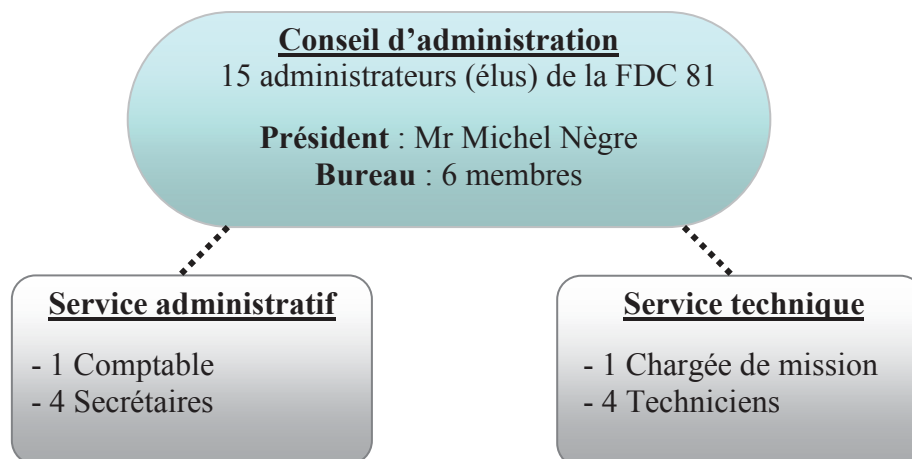 Conseil d’administration
15 administrateurs (élus) de la FDC 81
Président : Mr Michel Nègre
Bureau : 6 membres
Service administratif
- 1 Comptable
- 4 Secrétaires
Service technique
- 1 Chargée de mission
- 4 Techniciens